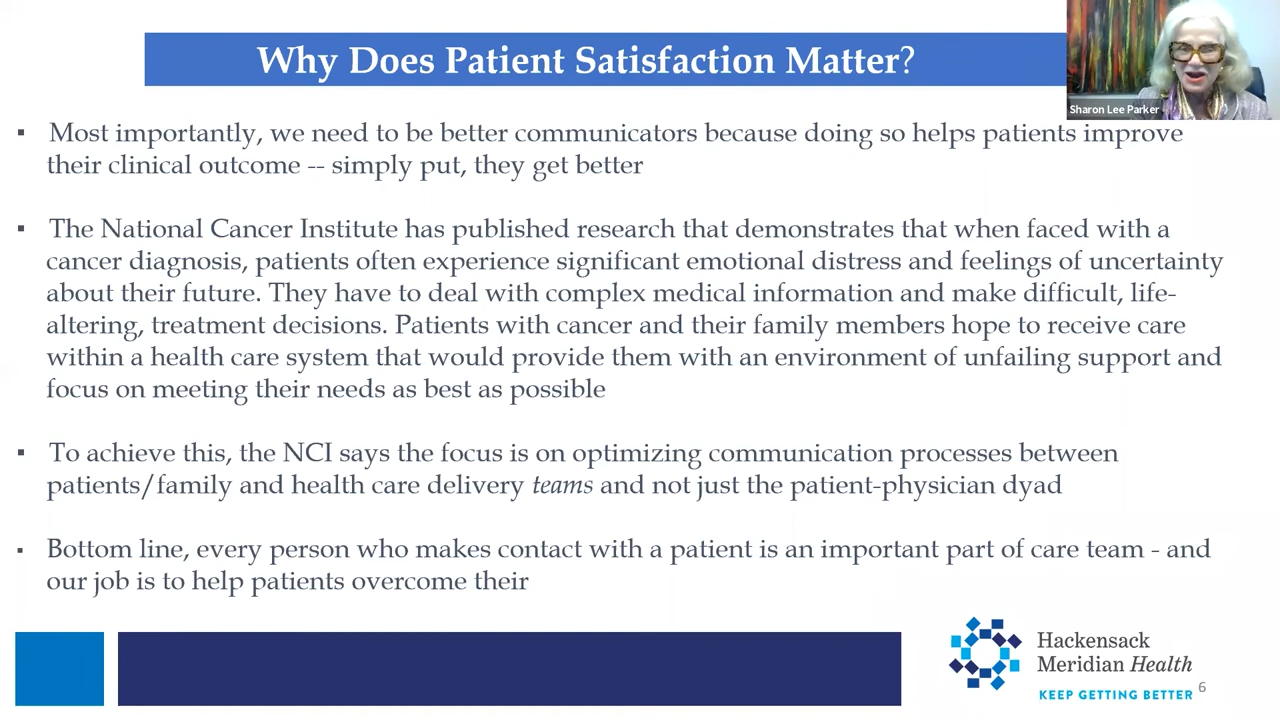 Why Does Patient Satisfaction Matter?
Sharon Lee Parker
▪ Most importantly, we need to be better communicators because doing so helps patients improve
their clinical outcome -- simply put, they get better
▪ The National Cancer Institute has published research that demonstrates that when faced with a
cancer diagnosis, patients often experience significant emotional distress and feelings of uncertainty
about their future. They have to deal with complex medical information and make difficult, life-
altering, treatment decisions. Patients with cancer and their family members hope to receive care
within a health care system that would provide them with an environment of unfailing support and
focus on meeting their needs as best as possible
▪ To achieve this, the NCI says the focus is on optimizing communication processes between
patients/family and health care delivery teams and not just the patient-physician dyad
▪ Bottom line, every person who makes contact with a patient is an important part of care team - and
our job is to help patients overcome their
Hackensack
Meridian Health
KEEP GETTING BETTER
6